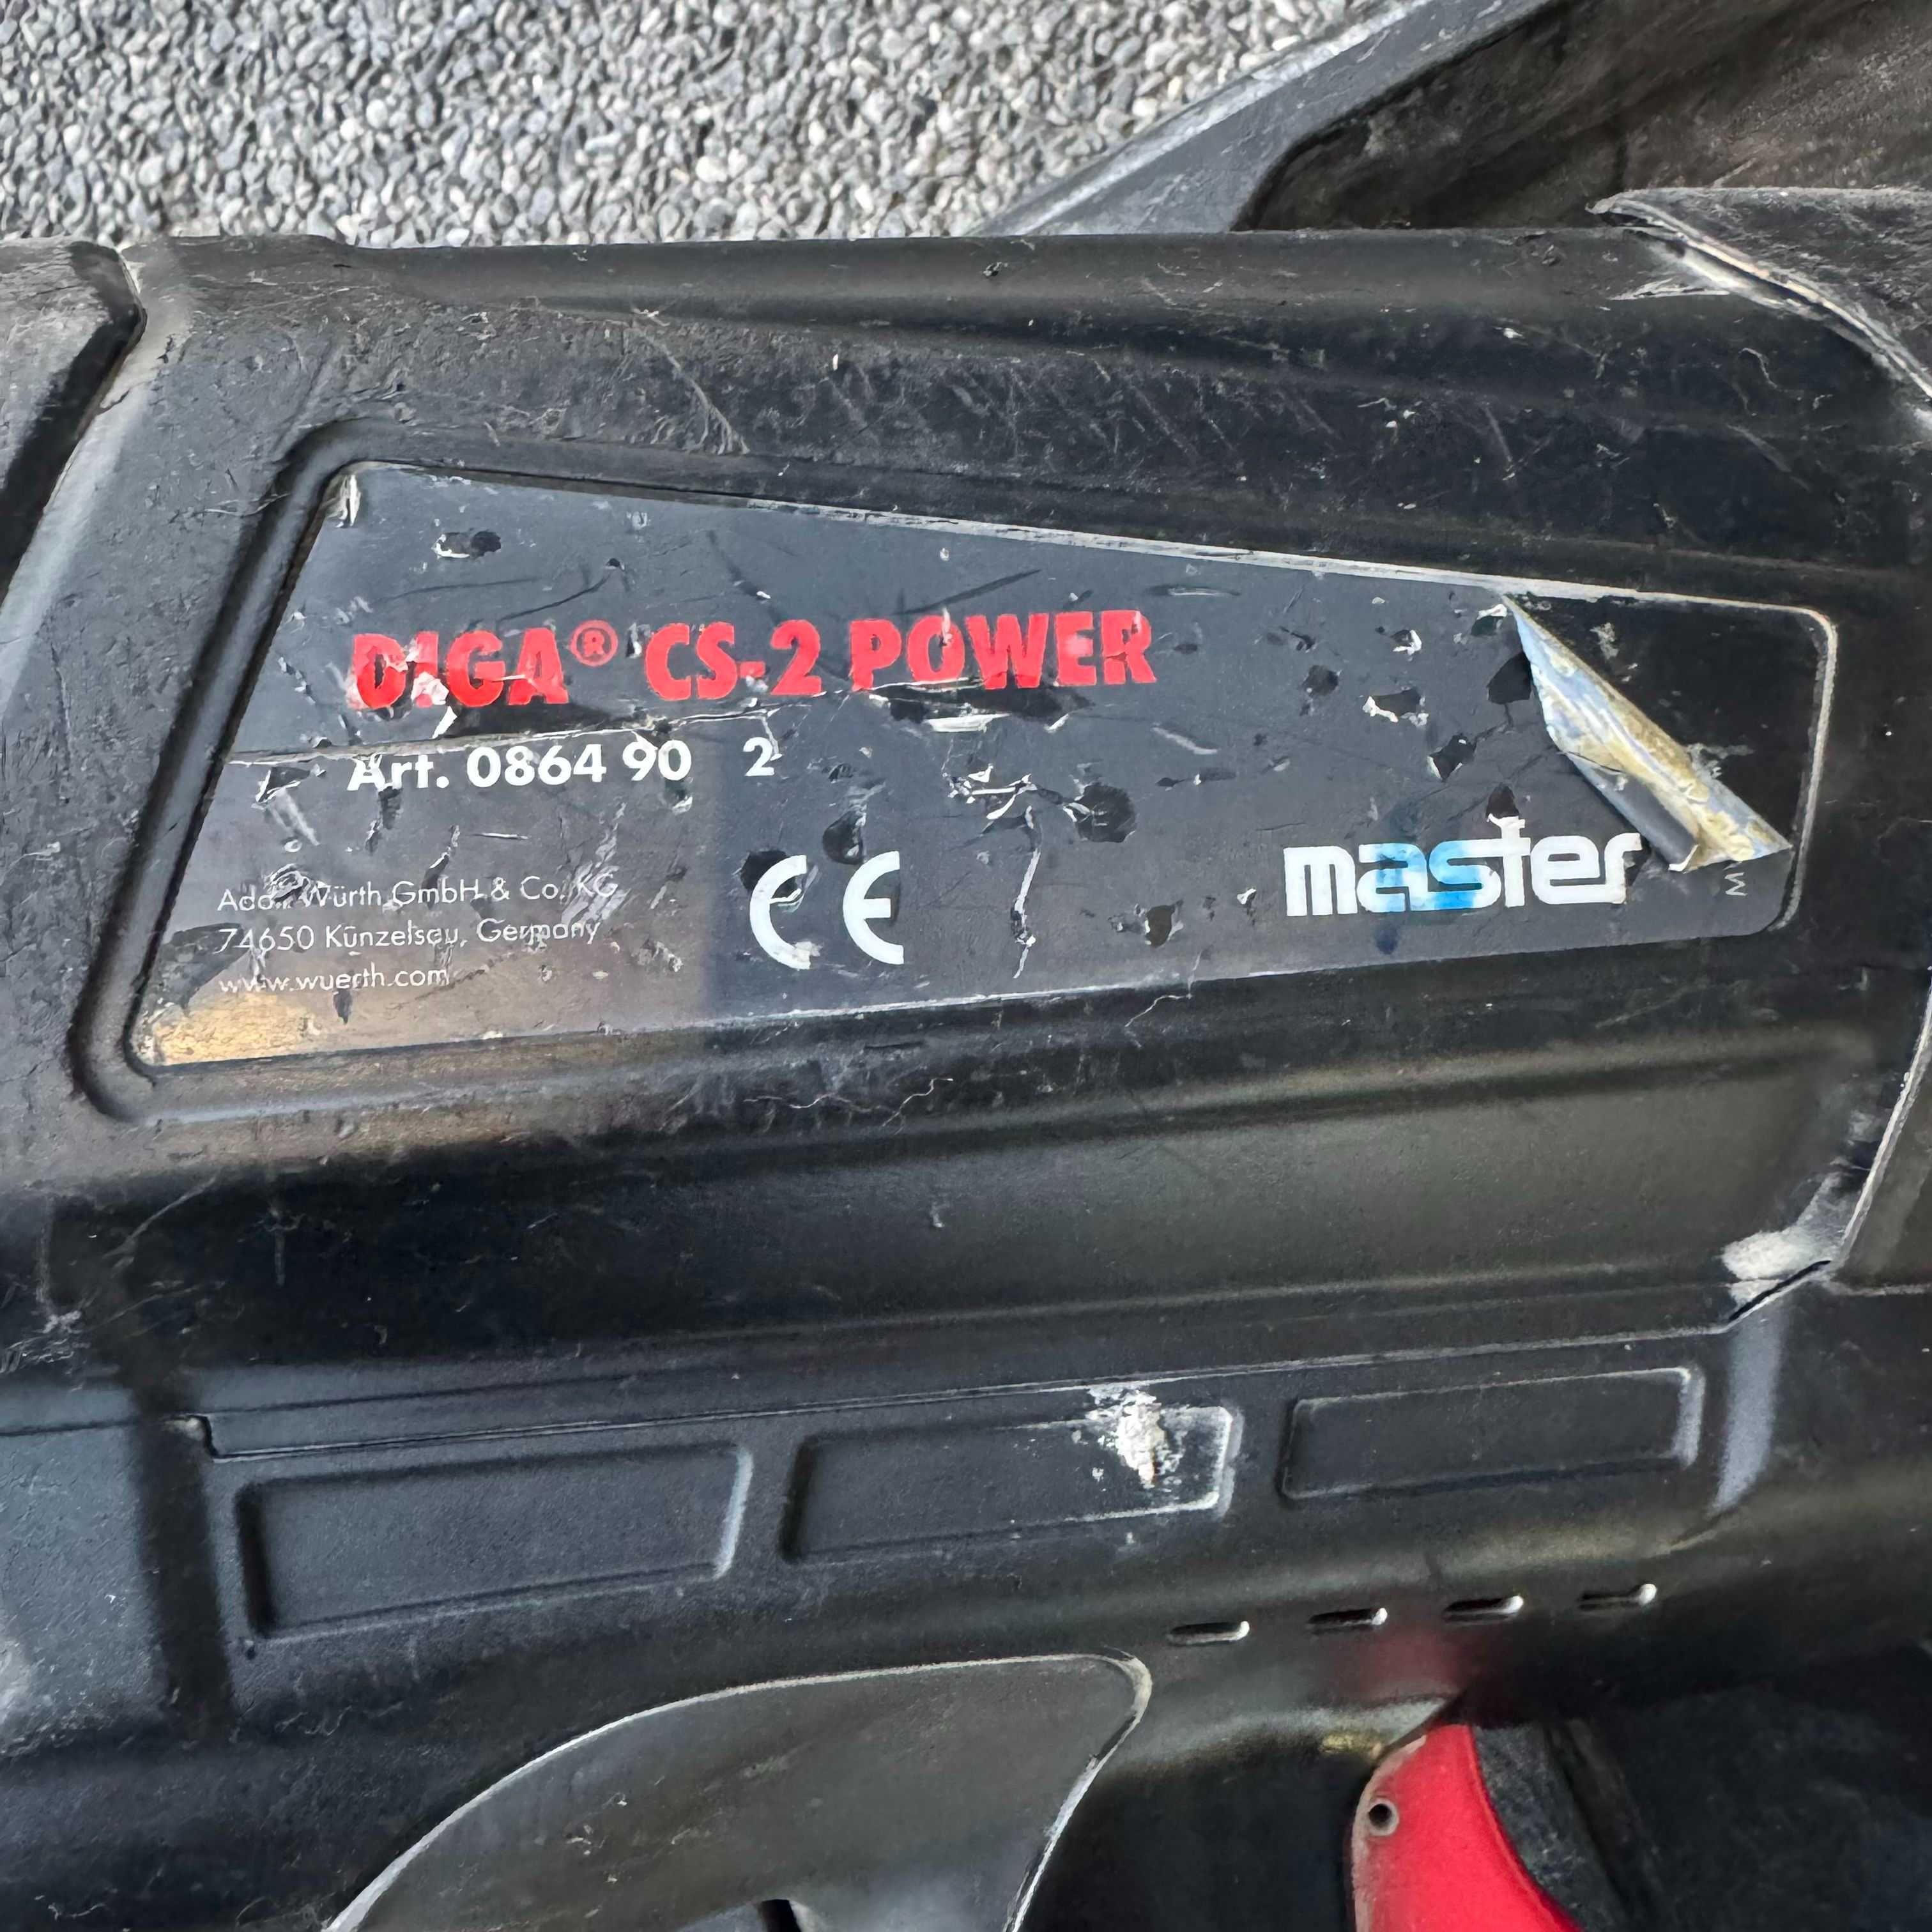 DIGA® CS-2 POWER
Art. 0864 90 2
Adolf Würth GmbH & Co. KG
74650 Künzelsau, Germany
www.wuerth.com
CE
master